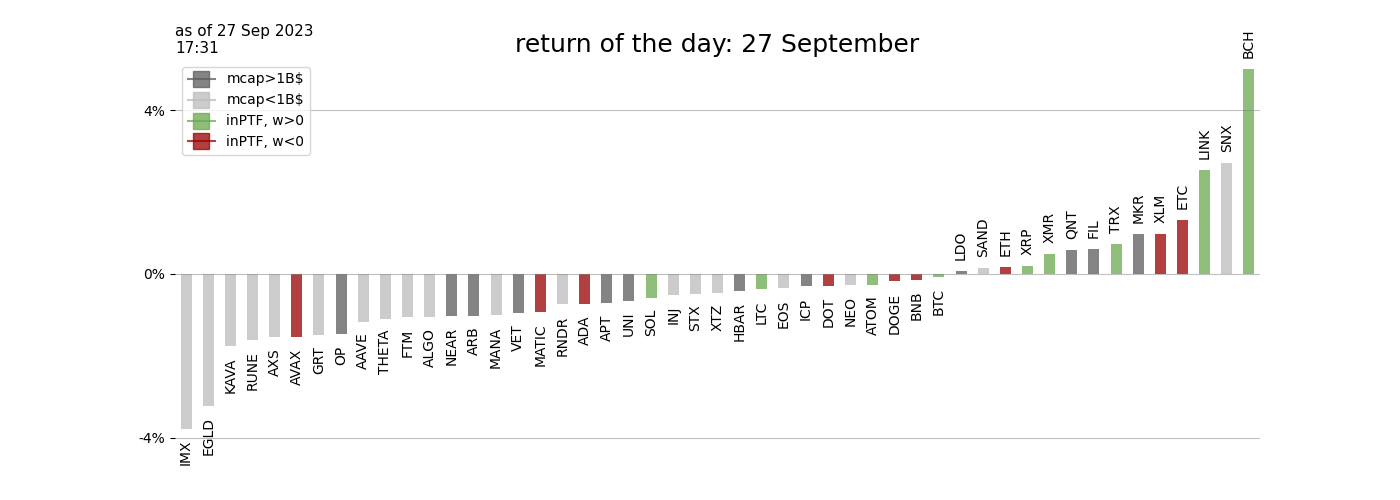 as of 27 Sep 2023
17:31
return of the day: 27 September
mcap>1B$
mcap<1B$
inPTF, w>0
inPTF, w<0
4%
0%
-4%
IMX
EGLD
KAVA
RUNE
AXS
AVAX
GRT
OP
AAVE
THETA
FTM
ALGO
NEAR
ARB
MANA
VET
MATIC
RNDR
ADA
APT
UNI
SOL
INJ
STX
XTZ
HBAR
LTC
EOS
ICP
DOT
NEO
ATOM
DOGE
BNB
BTC
LDO
SAND
ETH
XRP
XMR
QNT
FIL
TRX
MKR
XLM
ETC
LINK
SNX
BCH